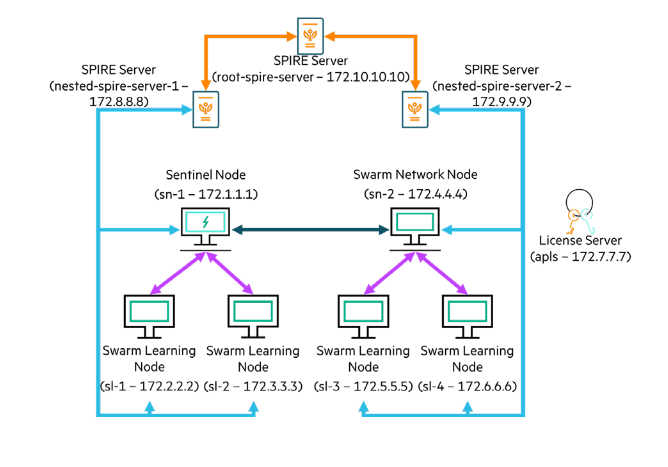 SPIRE Server
(root-spire-server – 172.10.10.10)
SPIRE Server
(nested-spire-server-1 –
172.8.8.8)
SPIRE Server
(nested-spire-server-2 –
172.9.9.9)
Sentinel Node
(sn-1 – 172.1.1.1)
Swarm Network Node
(sn-2 – 172.4.4.4)
License Server
(apls – 172.7.7.7)
Swarm Learning
Node
(sl-1 – 172.2.2.2)
Swarm Learning
Node
(sl-2 – 172.3.3.3)
Swarm Learning
Node
(sl-3 – 172.5.5.5)
Swarm Learning
Node
(sl-4 – 172.6.6.6)